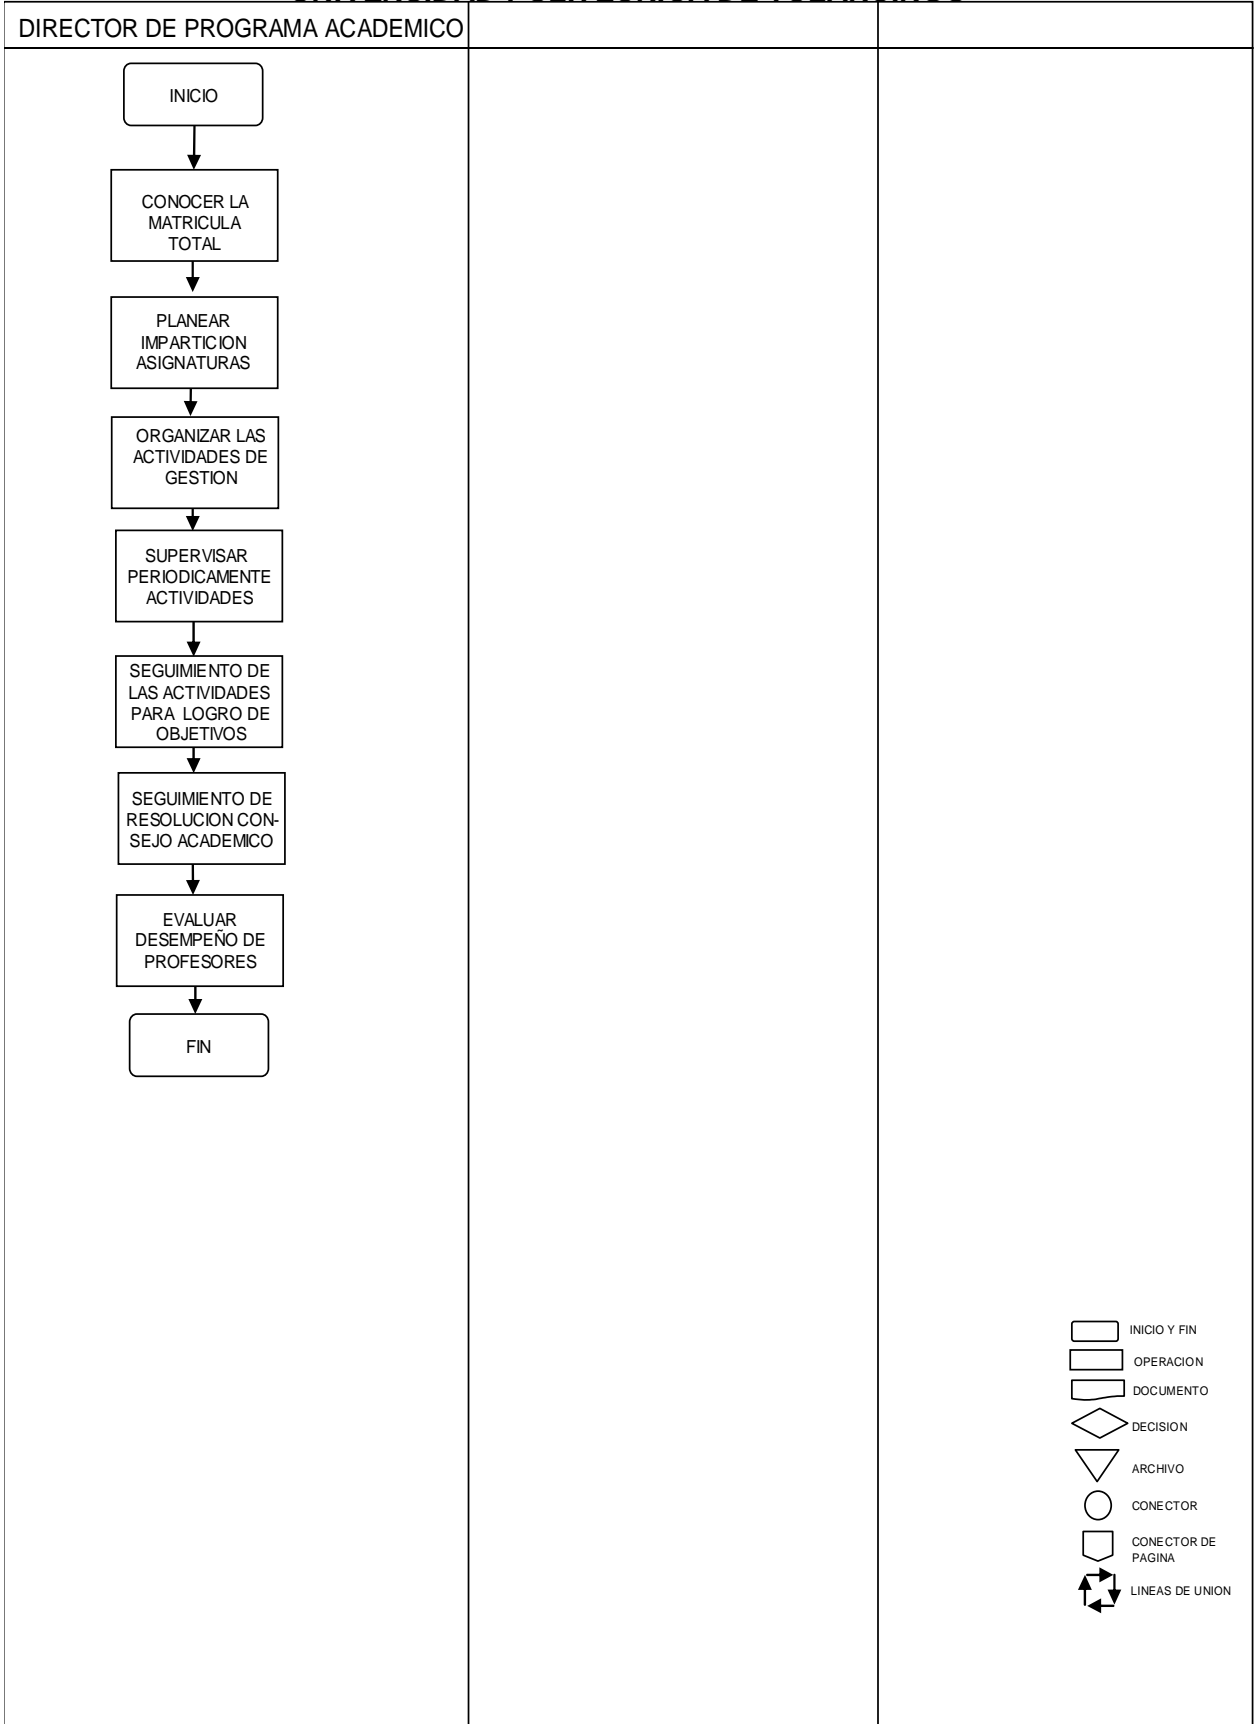 DIRECTOR DE PROGRAMA ACADEMICO
INICIO
CONOCER LA
MATRICULA
TOTAL
PLANEAR
IMPARTICION
ASIGNATURAS
ORGANIZAR LAS
ACTIVIDADES DE
GESTION
SUPERVISAR
PERIODICAMENTE
ACTIVIDADES
SEGUIMIENTO DE
LAS ACTIVIDADES
PARA LOGRO DE
OBJETIVOS
SEGUIMIENTO DE
RESOLUCION CON-
SEJO ACADEMICO
EVALUAR
DESEMPEÑO DE
PROFESORES
FIN
INICIO Y FIN
OPERACION
DOCUMENTO
DECISION
ARCHIVO
CONECTOR
CONECTOR DE
PAGINA
LINEAS DE UNION